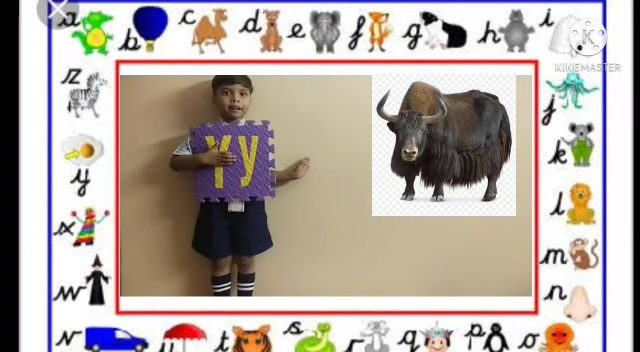 a b c d e f g h i
KINEMASTER
z j
Yy
y k
x l
w m
n
v u t s r q p o